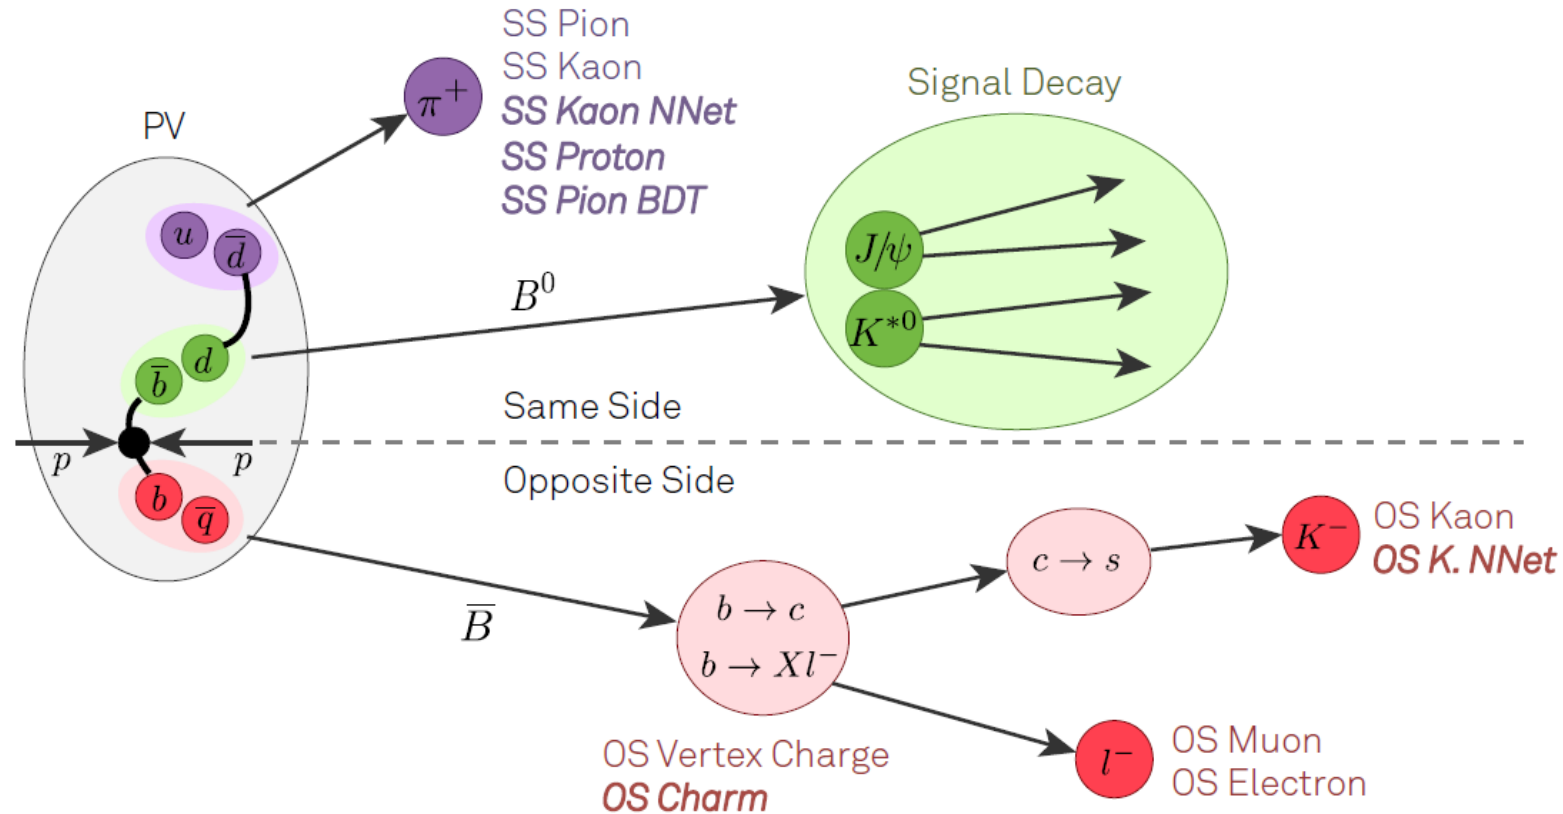 SS Pion
SS Kaon
SS Kaon NNet
SS Proton
SS Pion BDT
π⁺
Signal Decay
PV
u
d̅
J/ψ
B⁰
K*⁰
d
b̅
Same Side
p
p
Opposite Side
b
q̅
B̅
b → c
b → Xl⁻
c → s
K⁻
OS Kaon
OS K. NNet
OS Vertex Charge
OS Charm
l⁻
OS Muon
OS Electron